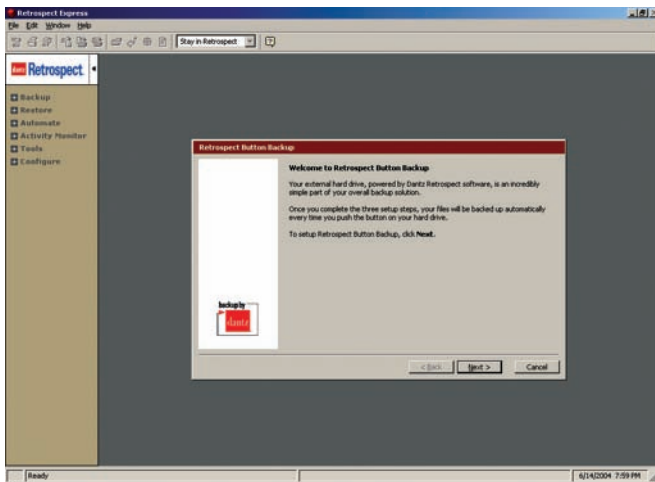 Retrospect Express
File Edit Window Help
Stay in Retrospect
dantz Retrospect
Backup
Restore
Automate
Activity Monitor
Tools
Configure
Retrospect Button Backup
Welcome to Retrospect Button Backup
Your external hard drive, powered by Dantz Retrospect software, is an incredibly
simple part of your overall backup solution.
Once you complete the three setup steps, your files will be backed up automatically
every time you push the button on your hard drive.
To setup Retrospect Button Backup, click Next.
backup by
dantz
< Back Next > Cancel
Ready 6/14/2004 7:59 PM